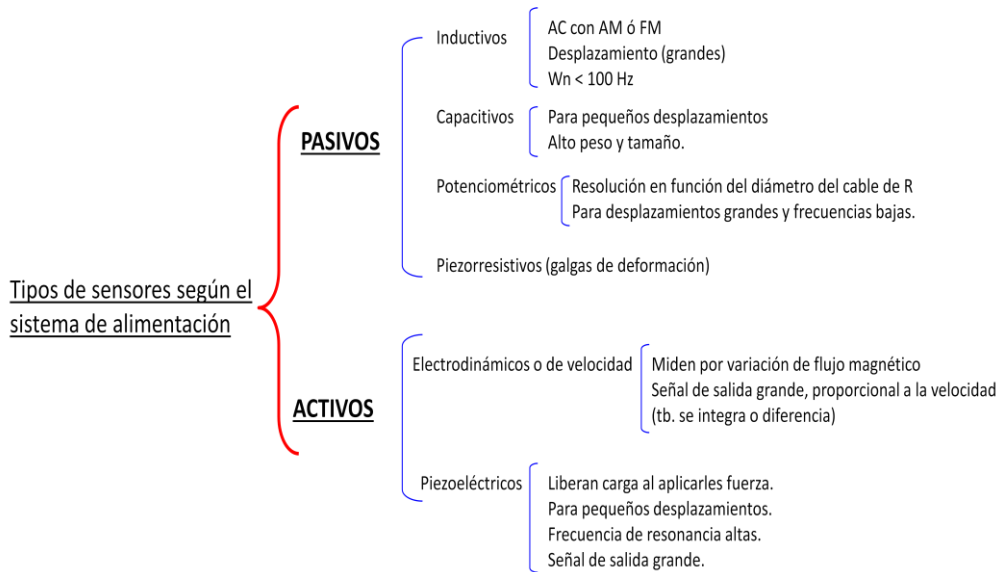 Tipos de sensores según el
sistema de alimentación
PASIVOS
Inductivos
AC con AM ó FM
Desplazamiento (grandes)
Wn < 100 Hz
Capacitivos
Para pequeños desplazamientos
Alto peso y tamaño.
Potenciométricos
Resolución en función del diámetro del cable de R
Para desplazamientos grandes y frecuencias bajas.
Piezorresistivos (galgas de deformación)
ACTIVOS
Electrodinámicos o de velocidad
Miden por variación de flujo magnético
Señal de salida grande, proporcional a la velocidad
(tb. se integra o diferencia)
Piezoeléctricos
Liberan carga al aplicarles fuerza.
Para pequeños desplazamientos.
Frecuencia de resonancia altas.
Señal de salida grande.